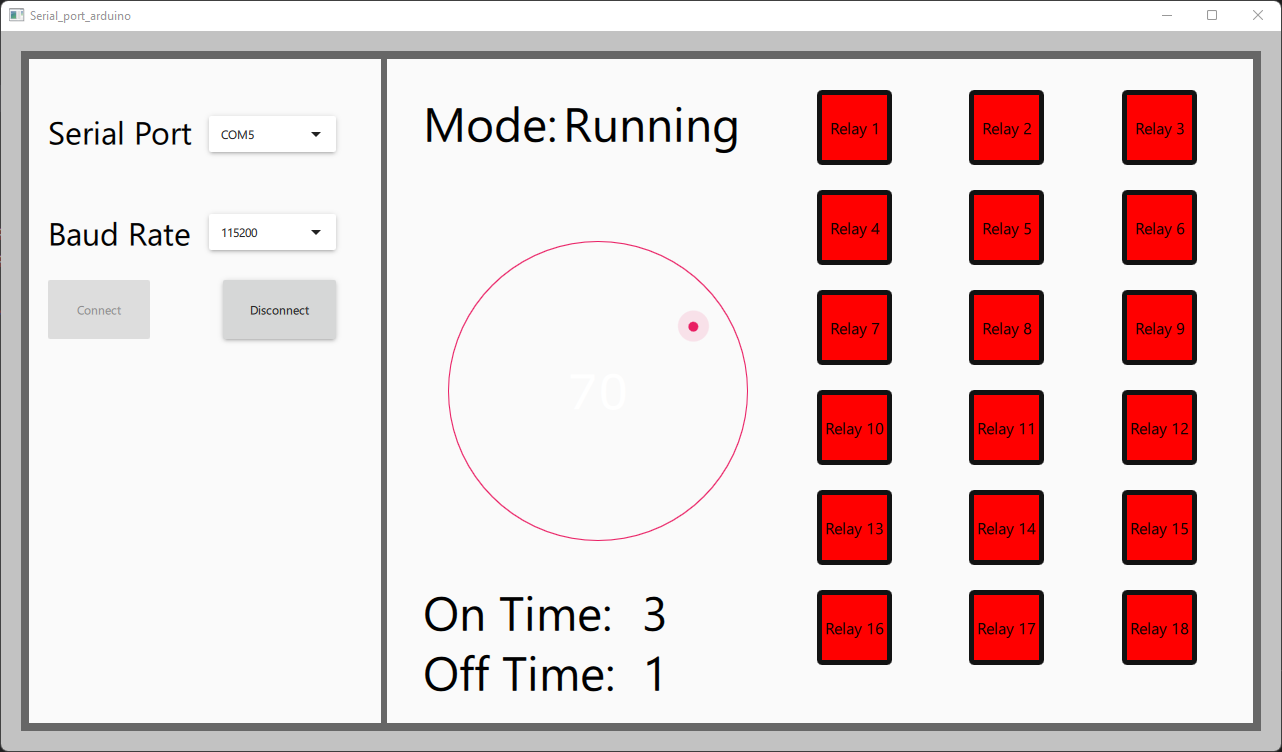 Serial_port_arduino
Serial Port COM5
Baud Rate 115200
Connect Disconnect
Mode: Running
70
On Time: 3
Off Time: 1
Relay 1 Relay 2 Relay 3
Relay 4 Relay 5 Relay 6
Relay 7 Relay 8 Relay 9
Relay 10 Relay 11 Relay 12
Relay 13 Relay 14 Relay 15
Relay 16 Relay 17 Relay 18